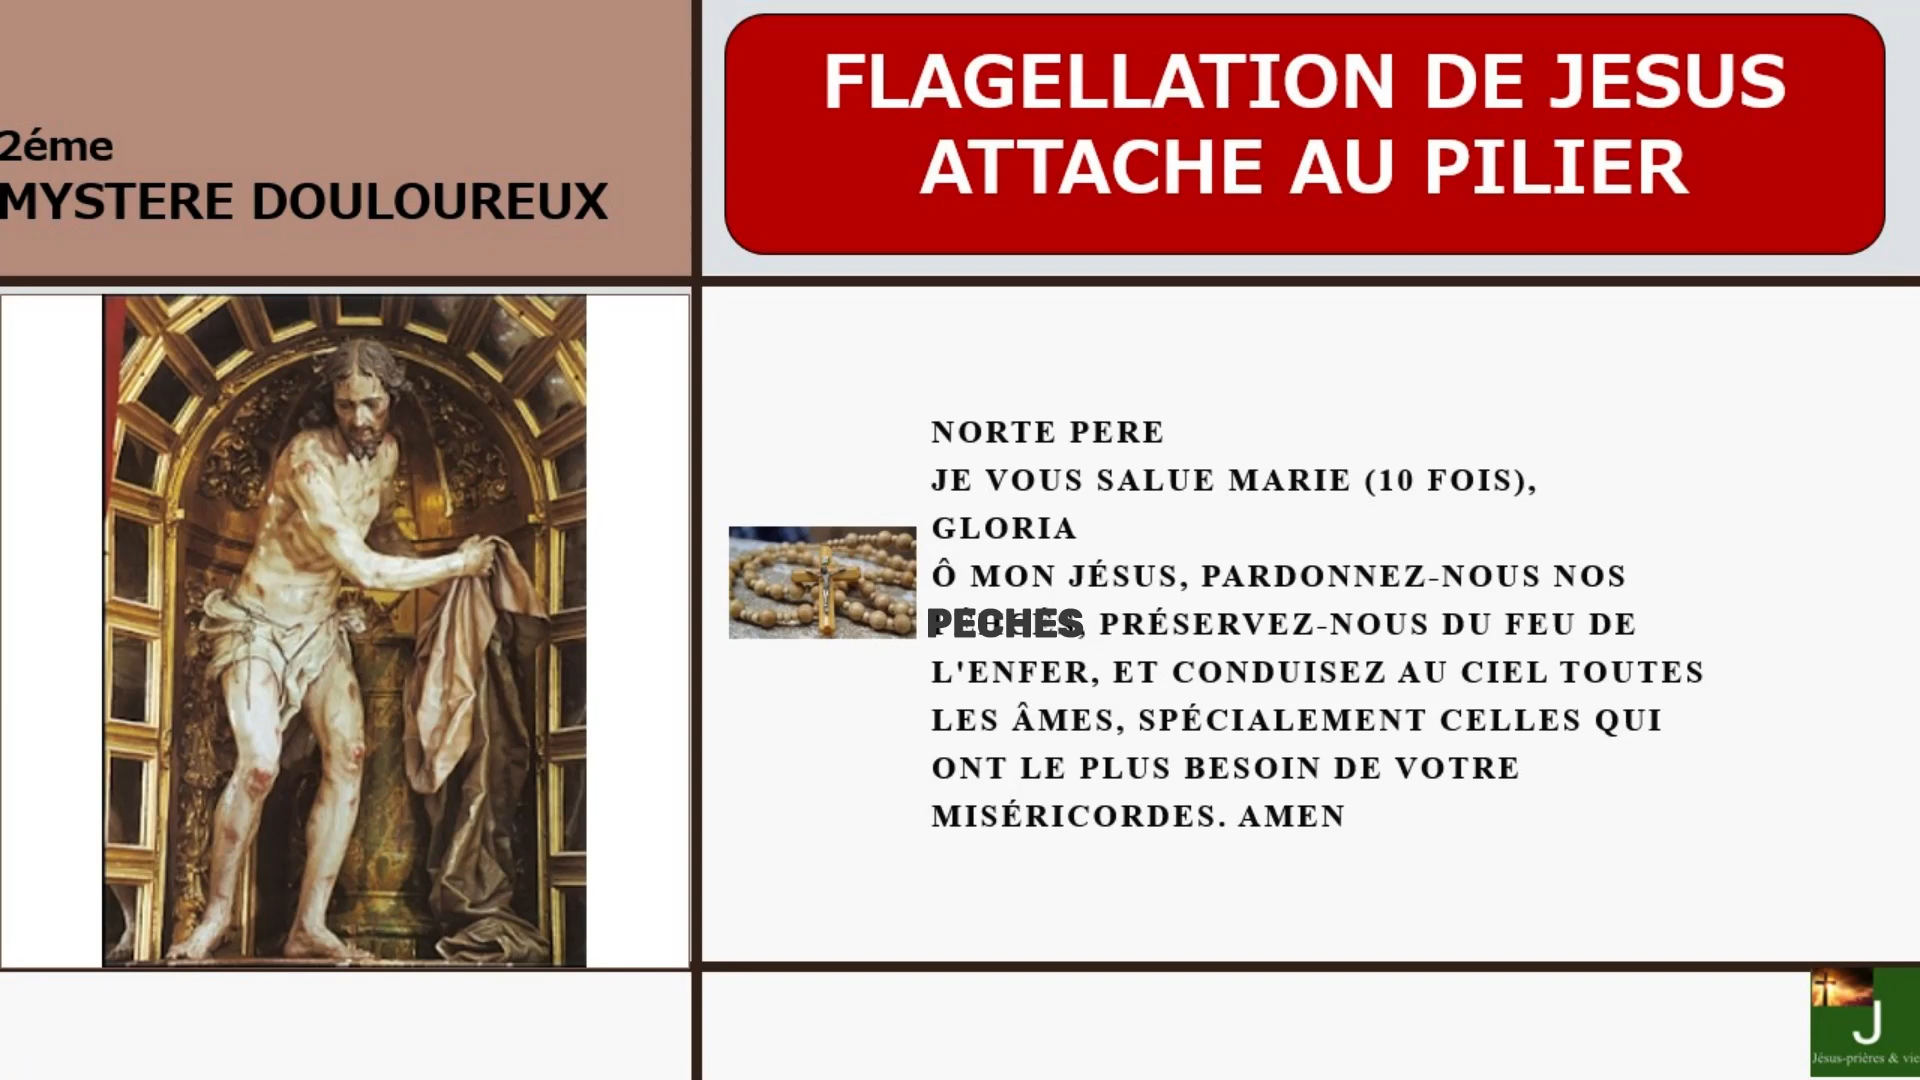 2éme
MYSTERE DOULOUREUX
FLAGELLATION DE JESUS
ATTACHE AU PILIER
NORTE PERE
JE VOUS SALUE MARIE (10 FOIS),
GLORIA
Ô MON JÉSUS, PARDONNEZ-NOUS NOS
PÉCHÉS, PRÉSERVEZ-NOUS DU FEU DE
L'ENFER, ET CONDUISEZ AU CIEL TOUTES
LES ÂMES, SPÉCIALEMENT CELLES QUI
ONT LE PLUS BESOIN DE VOTRE
MISÉRICORDES. AMEN
J
Jésus-prières & vie